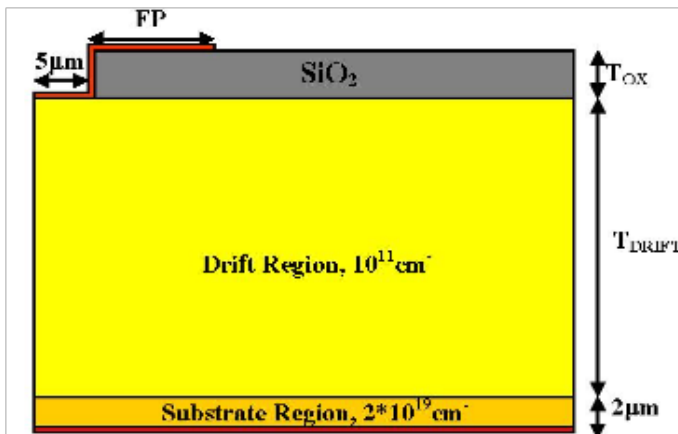 FP
5μm
SiO₂
T_OX
T_DRIFT
Drift Region, 10¹¹cm⁻
Substrate Region, 2*10¹⁹cm⁻
2μm